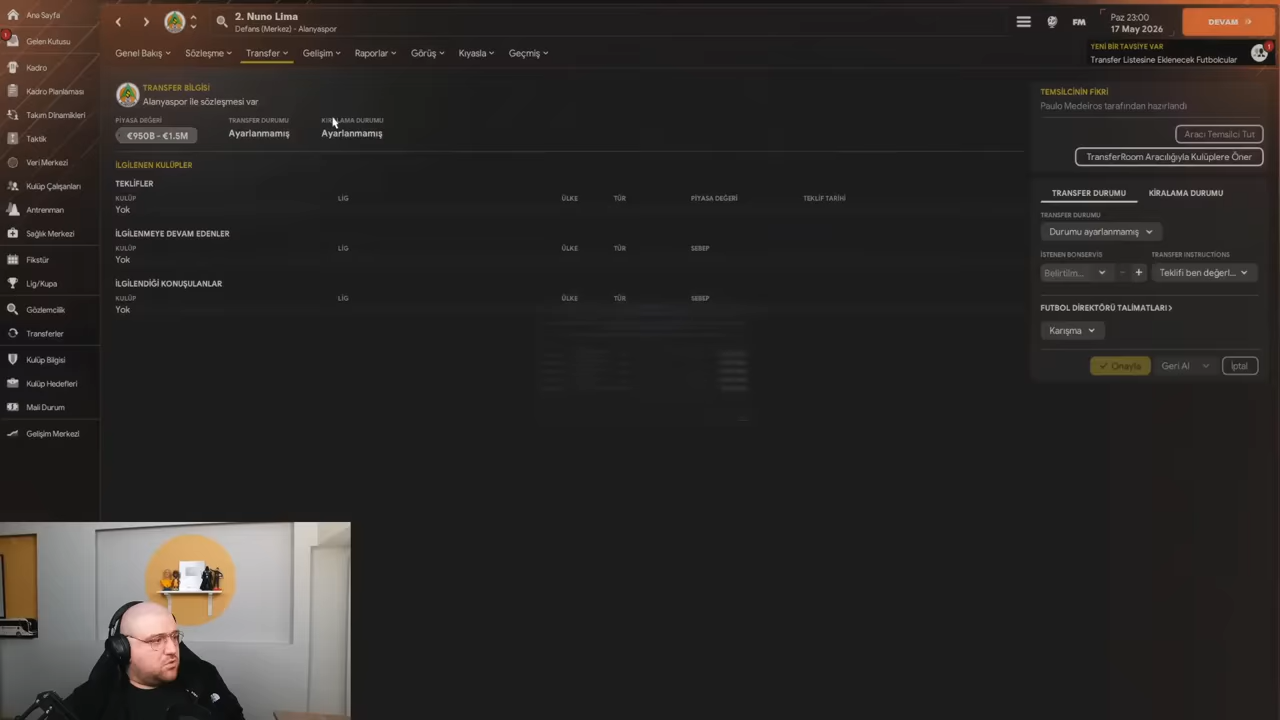 Ana Sayfa
Gelen Kutusu
Kadro
Kadro Planlaması
Takım Dinamikleri
Taktik
Veri Merkezi
Kulüp Çalışanları
Antrenman
Sağlık Merkezi
Fikstür
Lig/Kupa
Gözlemcilik
Transferler
Kulüp Bilgisi
Kulüp Hedefleri
Mali Durum
Gelişim Merkezi
2. Nuno Lima
Defans (Merkez) - Alanyaspor
FM
Paz 23:00
17 May 2026
DEVAM
YENİ BİR TAVSİYE VAR
Transfer Listesine Eklenecek Futbolcular
Genel Bakış
Sözleşme
Transfer
Gelişim
Raporlar
Görüş
Kıyasla
Geçmiş
TRANSFER BİLGİSİ
Alanyaspor ile sözleşmesi var
PİYASA DEĞERİ
TRANSFER DURUMU
KİRALAMA DURUMU
€950B - €1.5M
Ayarlanmamış
Ayarlanmamış
İLGİLENEN KULÜPLER
TEKLİFLER
KULÜP LİG ÜLKE TÜR PİYASA DEĞERİ TEKLİF TARİHİ
Yok
İLGİLENMEYE DEVAM EDENLER
KULÜP LİG ÜLKE TÜR SEBEP
Yok
İLGİLENDİĞİ KONUŞULANLAR
KULÜP LİG ÜLKE TÜR SEBEP
Yok
TEMSİLCİNİN FİKRİ
Paulo Medeiros tarafından hazırlandı
Aracı Temsilci Tut
TransferRoom Aracılığıyla Kulüplere Öner
TRANSFER DURUMU
KİRALAMA DURUMU
TRANSFER DURUMU
Durumu ayarlanmamış
İSTENEN BONSERVİS
TRANSFER INSTRUCTIONS
Belirtilm...
- +
Teklifi ben değerl...
FUTBOL DİREKTÖRÜ TALİMATLARI >
Karışma
Onayla
Geri Al
İptal